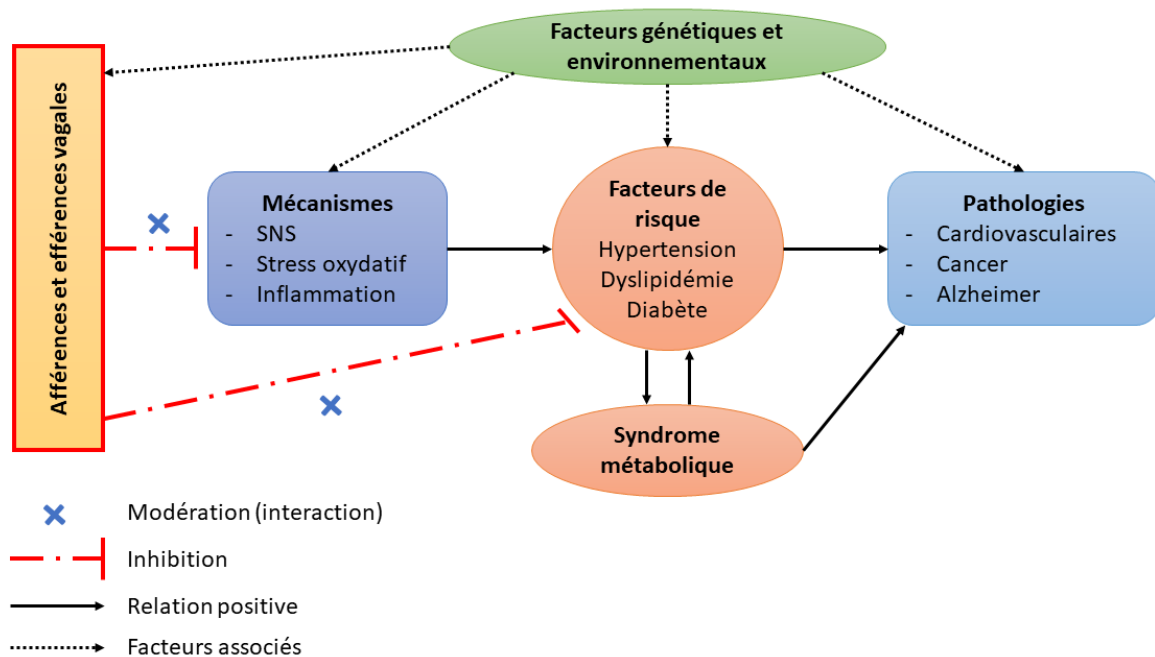 Facteurs génétiques et
environnementaux
Afférences et efférences vagales
Mécanismes
- SNS
- Stress oxydatif
- Inflammation
Facteurs de
risque
Hypertension
Dyslipidémie
Diabète
Pathologies
- Cardiovasculaires
- Cancer
- Alzheimer
Syndrome
métabolique
Modération (interaction)
Inhibition
Relation positive
Facteurs associés